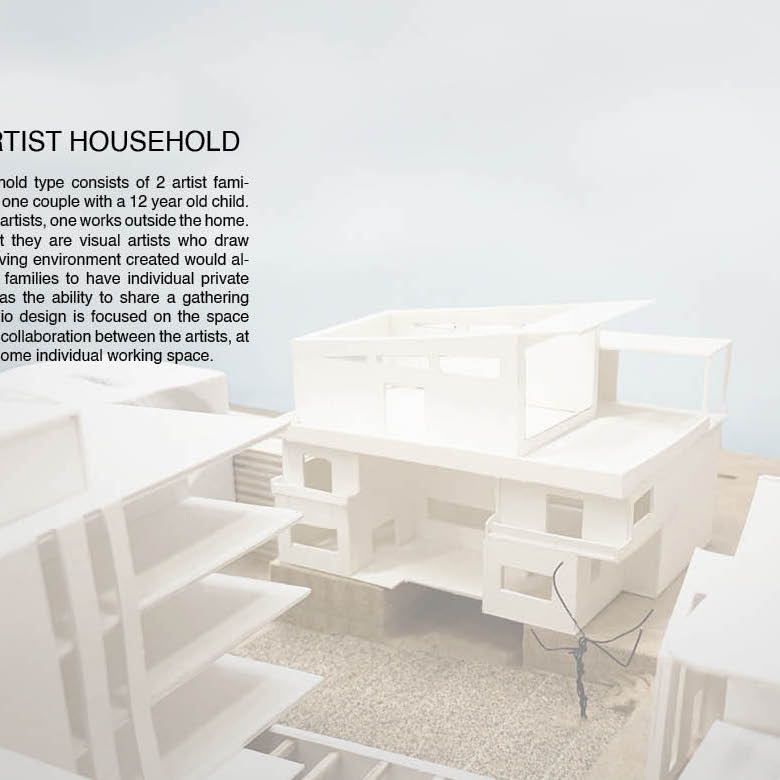 RTIST HOUSEHOLD
hold type consists of 2 artist fami-
one couple with a 12 year old child.
artists, one works outside the home.
t they are visual artists who draw
ving environment created would al-
families to have individual private
as the ability to share a gathering
io design is focused on the space
collaboration between the artists, at
ome individual working space.